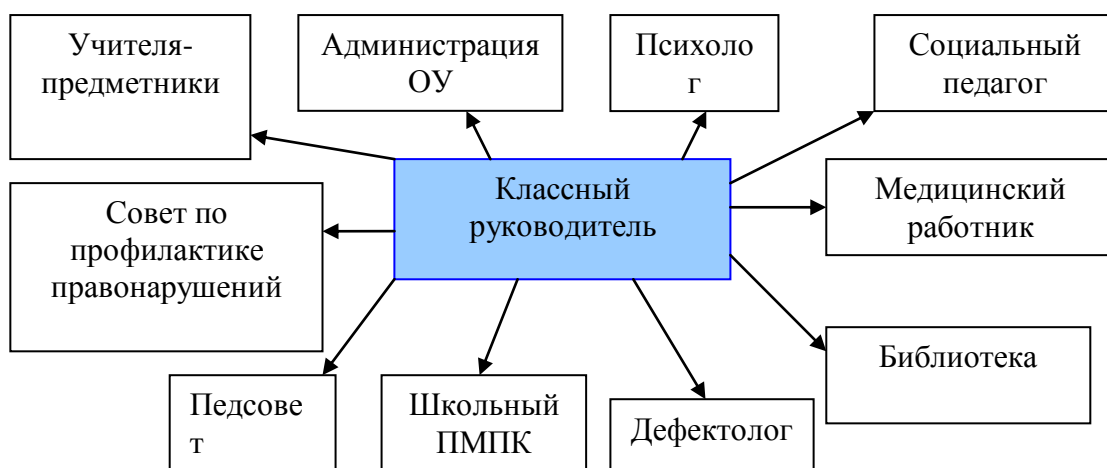 Учителя-
предметники
Администрация
ОУ
Психоло
г
Социальный
педагог
Классный
руководитель
Совет по
профилактике
правонарушений
Медицинский
работник
Библиотека
Педсове
т
Школьный
ПМПК
Дефектолог